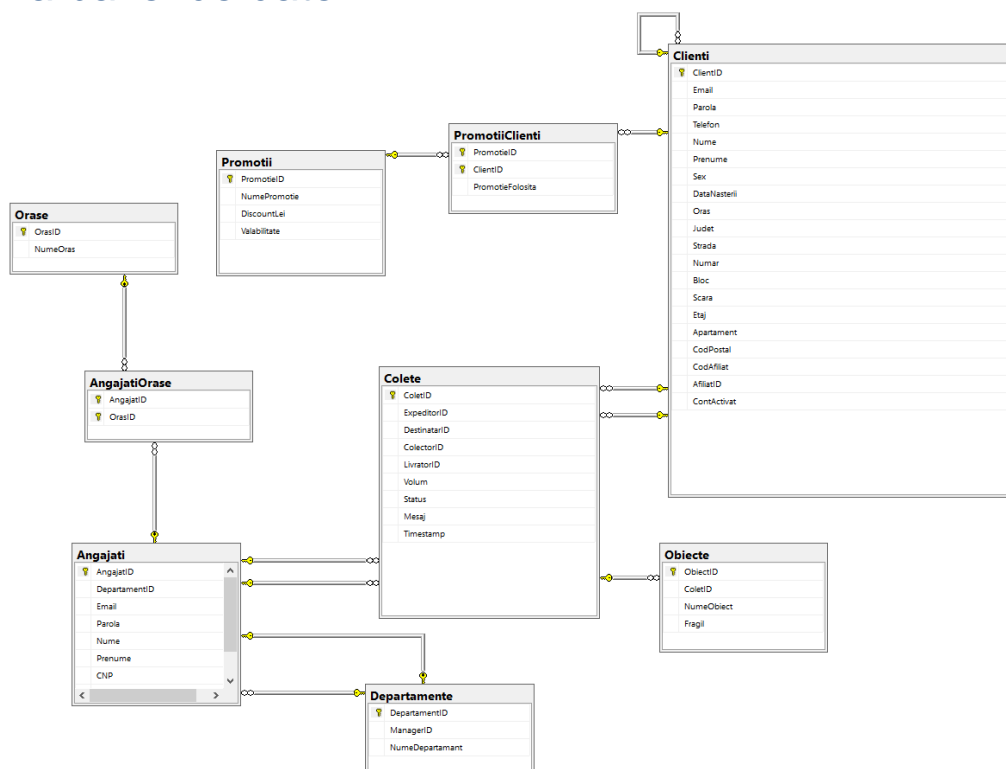 Clienti
ClientID
Email
Parola
Telefon
Nume
Prenume
Sex
DataNasterii
Oras
Judet
Strada
Numar
Bloc
Scara
Etaj
Apartament
CodPostal
CodAfiliat
AfiliatID
ContActivat
PromotiiClienti
PromotieID
ClientID
PromotieFolosita
Promotii
PromotieID
NumePromotie
DiscountLei
Valabilitate
Orase
OrasID
NumeOras
AngajatiOrase
AngajatID
OrasID
Colete
ColetID
ExpeditorID
DestinatarID
ColectorID
LivratorID
Volum
Status
Mesaj
Timestamp
Angajati
AngajatID
DepartamentID
Email
Parola
Nume
Prenume
CNP
Obiecte
ObiectID
ColetID
NumeObiect
Fragil
Departamente
DepartamentID
ManagerID
NumeDepartamant